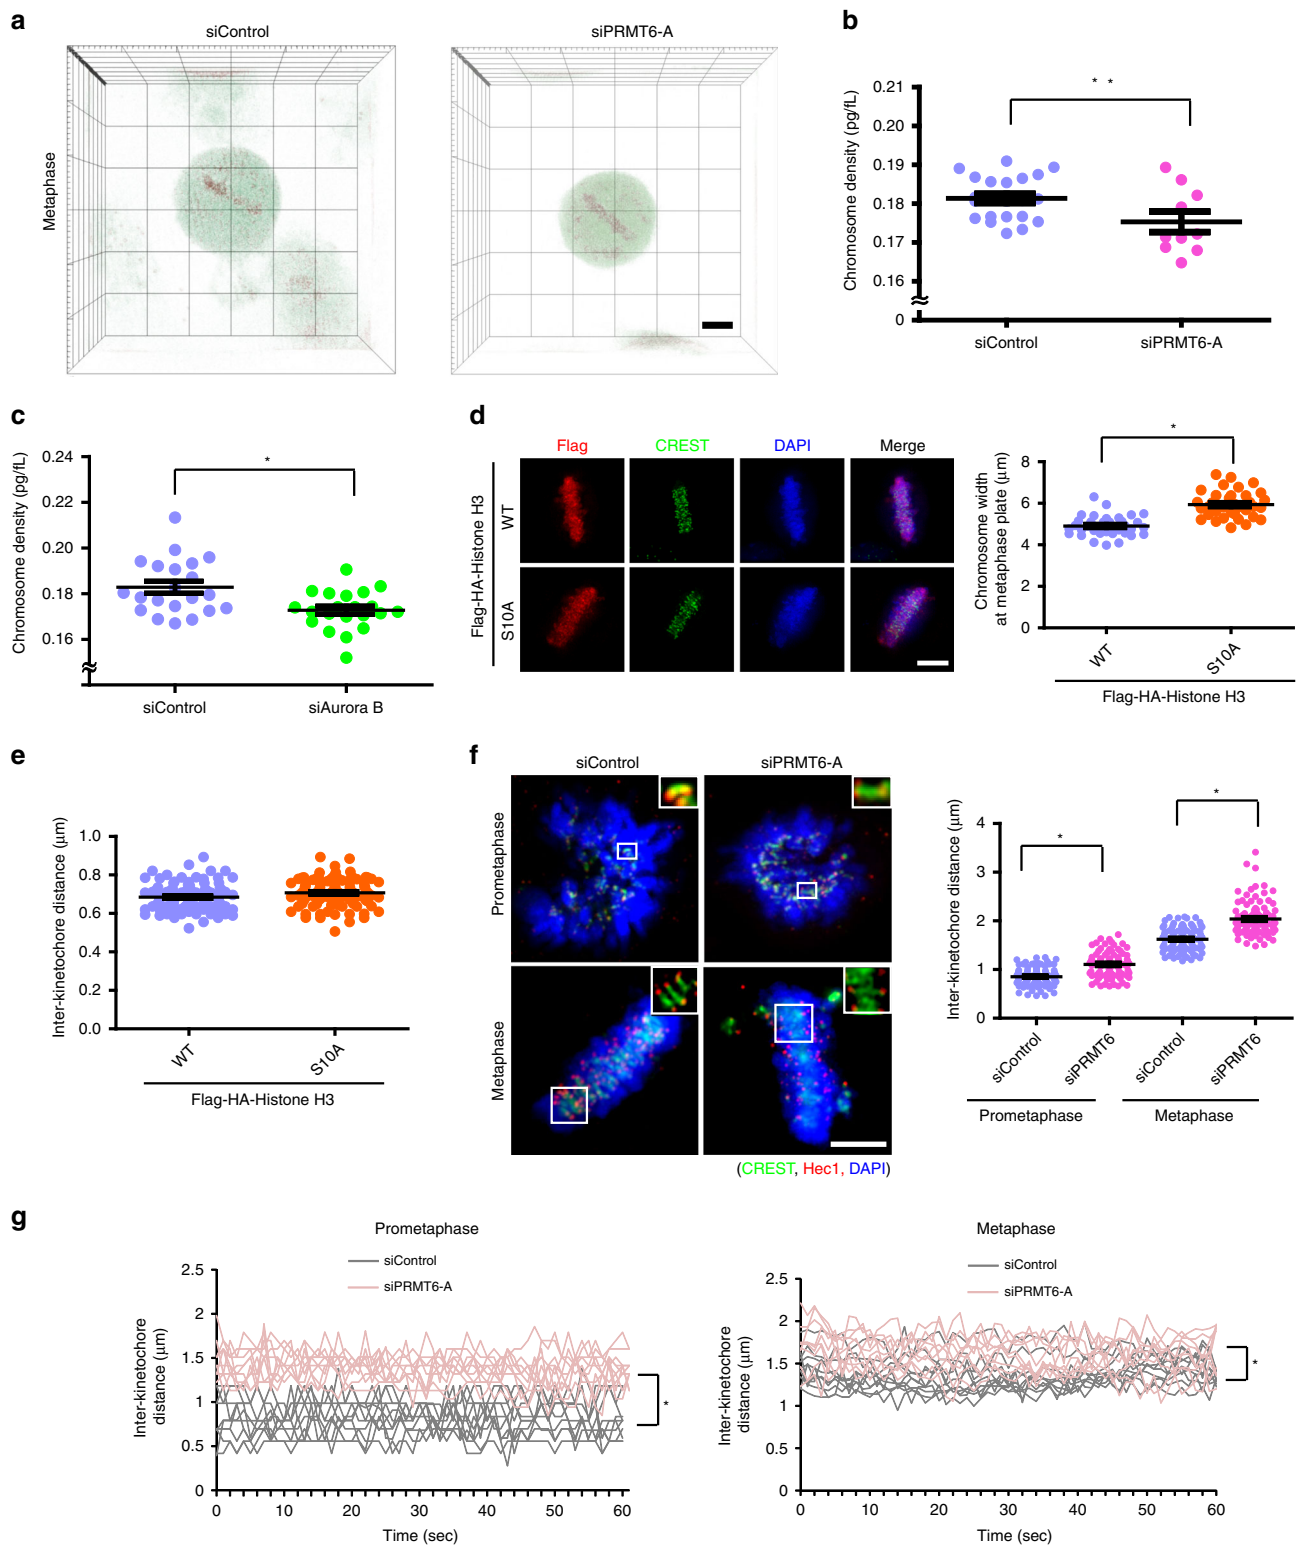 a
siControl
siPRMT6-A
Metaphase
b
Chromosome density (pg/fL)
0.21
0.20
0.19
0.18
0.17
0.16
0
* *
siControl
siPRMT6-A
c
Chromosome density (pg/fL)
0.24
0.22
0.20
0.18
0.16
*
siControl
siAurora B
d
Flag
CREST
DAPI
Merge
Flag-HA-Histone H3
WT
S10A
Chromosome width
at metaphase plate (μm)
8
6
4
2
0
*
WT
S10A
Flag-HA-Histone H3
e
Inter-kinetochore distance (μm)
1.0
0.8
0.6
0.4
0.2
0.0
WT
S10A
Flag-HA-Histone H3
f
siControl
siPRMT6-A
Prometaphase
Metaphase
(CREST, Hec1, DAPI)
Inter-kinetochore distance (μm)
4
3
2
1
0
*
*
siControl
siPRMT6
siControl
siPRMT6
Prometaphase
Metaphase
g
Prometaphase
siControl
siPRMT6-A
Inter-kinetochore
distance (μm)
2.5
2
1.5
1
0.5
0
*
0 10 20 30 40 50 60
Time (sec)
Metaphase
siControl
siPRMT6-A
Inter-kinetochore
distance (μm)
2.5
2
1.5
1
0.5
0
*
0 10 20 30 40 50 60
Time (sec)